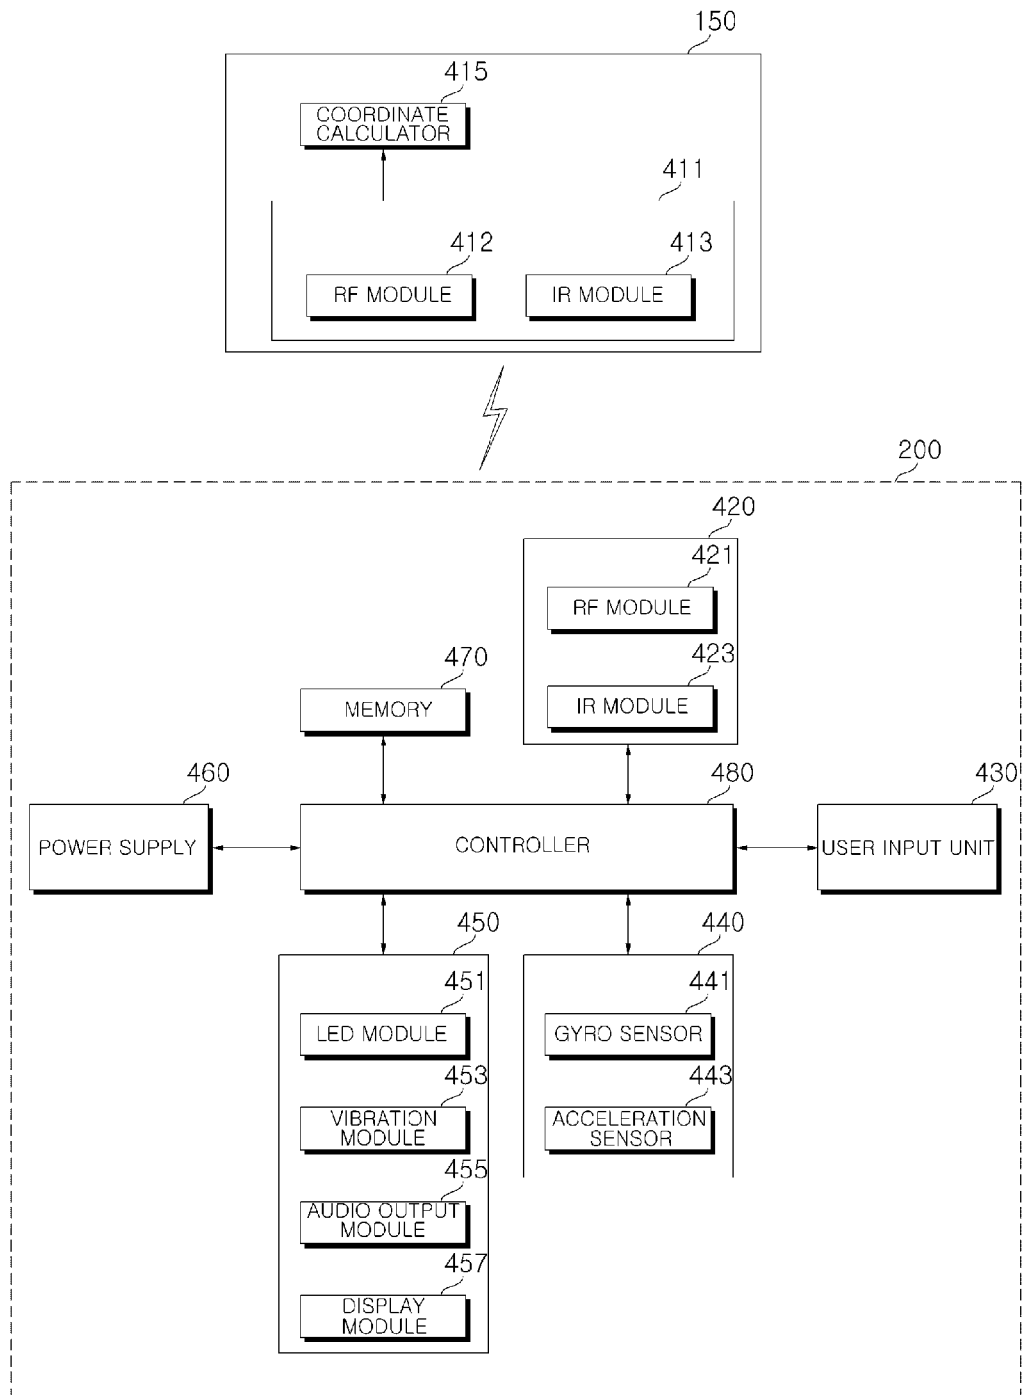 150
415
COORDINATE
CALCULATOR
411
412
413
RF MODULE
IR MODULE
200
420
421
RF MODULE
470
423
MEMORY
IR MODULE
460
480
430
POWER SUPPLY
CONTROLLER
USER INPUT UNIT
450
440
451
441
LED MODULE
GYRO SENSOR
453
443
VIBRATION
MODULE
ACCELERATION
SENSOR
455
AUDIO OUTPUT
MODULE
457
DISPLAY
MODULE